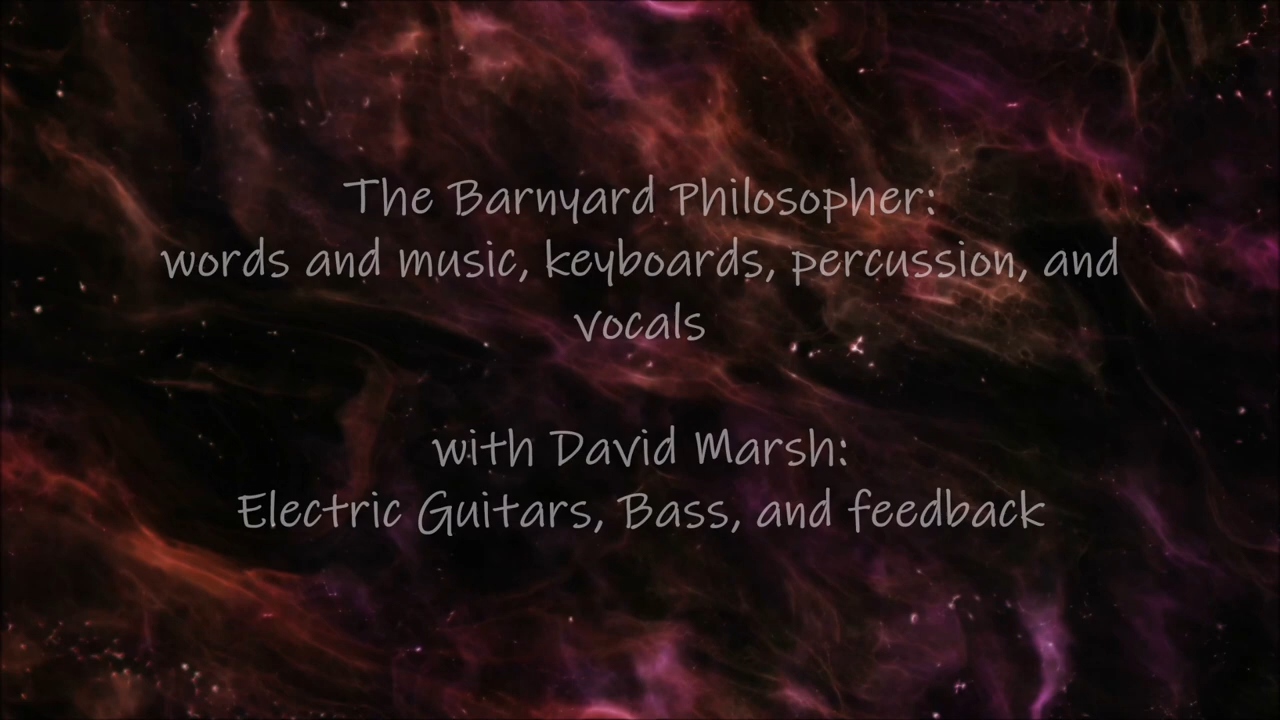 The Barnyard Philosopher:
words and music, keyboards, percussion, and
vocals
with David Marsh:
Electric Guitars, Bass, and feedback